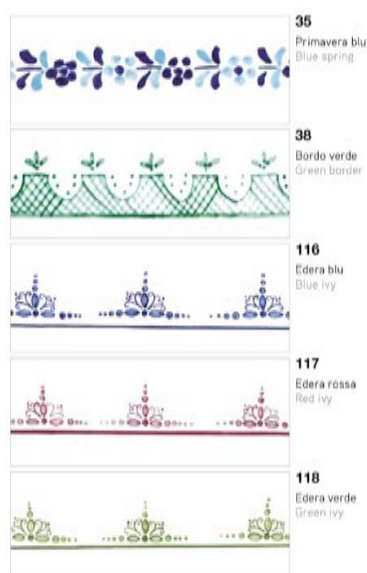 35
Primavera blu
Blue spring
38
Bordo verde
Green border
116
Edera blu
Blue ivy
117
Edera rossa
Red ivy
118
Edera verde
Green ivy